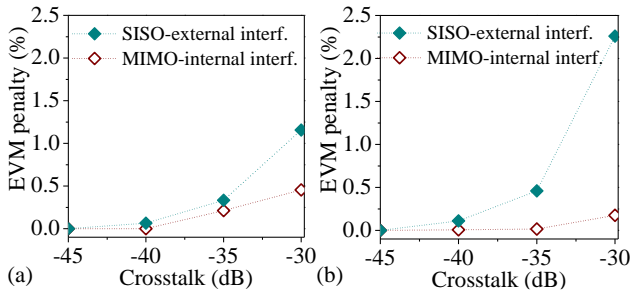 2.5
2.0
1.5
1.0
0.5
0.0
EVM penalty (%)
SISO-external interf.
MIMO-internal interf.
-45 -40 -35 -30
Crosstalk (dB)
(a)
2.5
2.0
1.5
1.0
0.5
0.0
EVM penalty (%)
SISO-external interf.
MIMO-internal interf.
-45 -40 -35 -30
Crosstalk (dB)
(b)